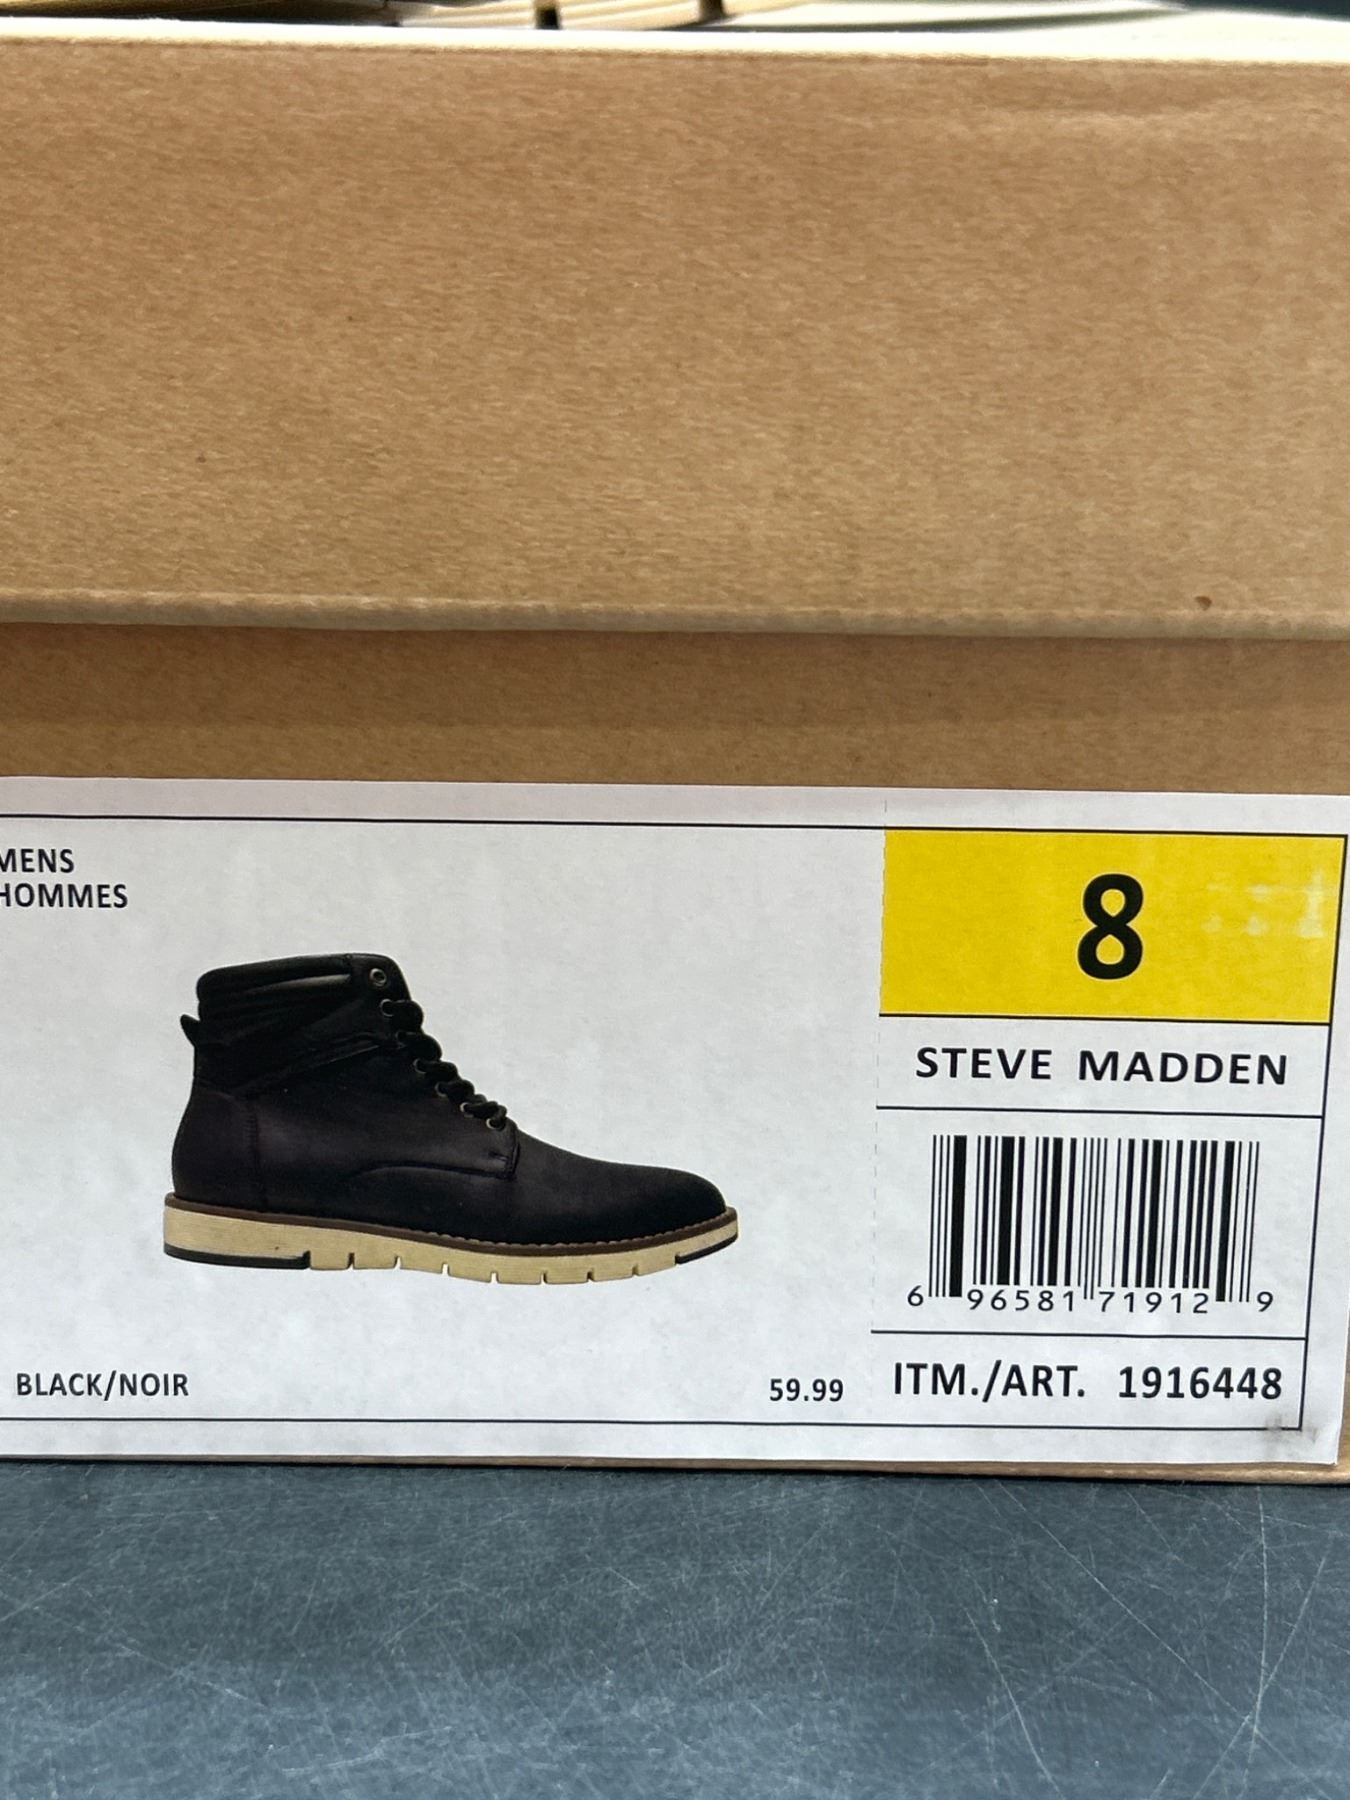 MENS
HOMMES
8
STEVE MADDEN
6 96581 71912 9
BLACK/NOIR
59.99
ITM./ART. 1916448